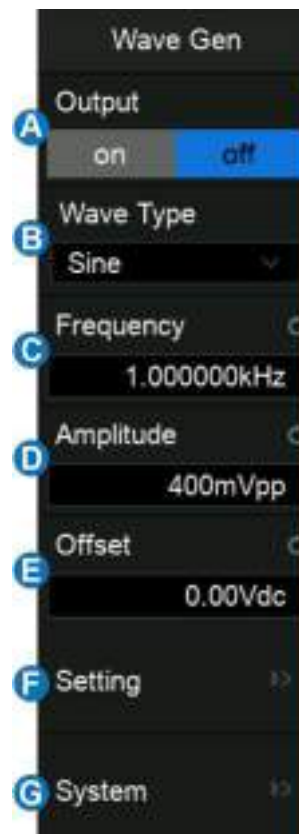 Wave Gen
Output
A
on off
Wave Type
B
Sine
Frequency
C
1.000000kHz
Amplitude
D
400mVpp
Offset
E
0.00Vdc
F Setting
G System